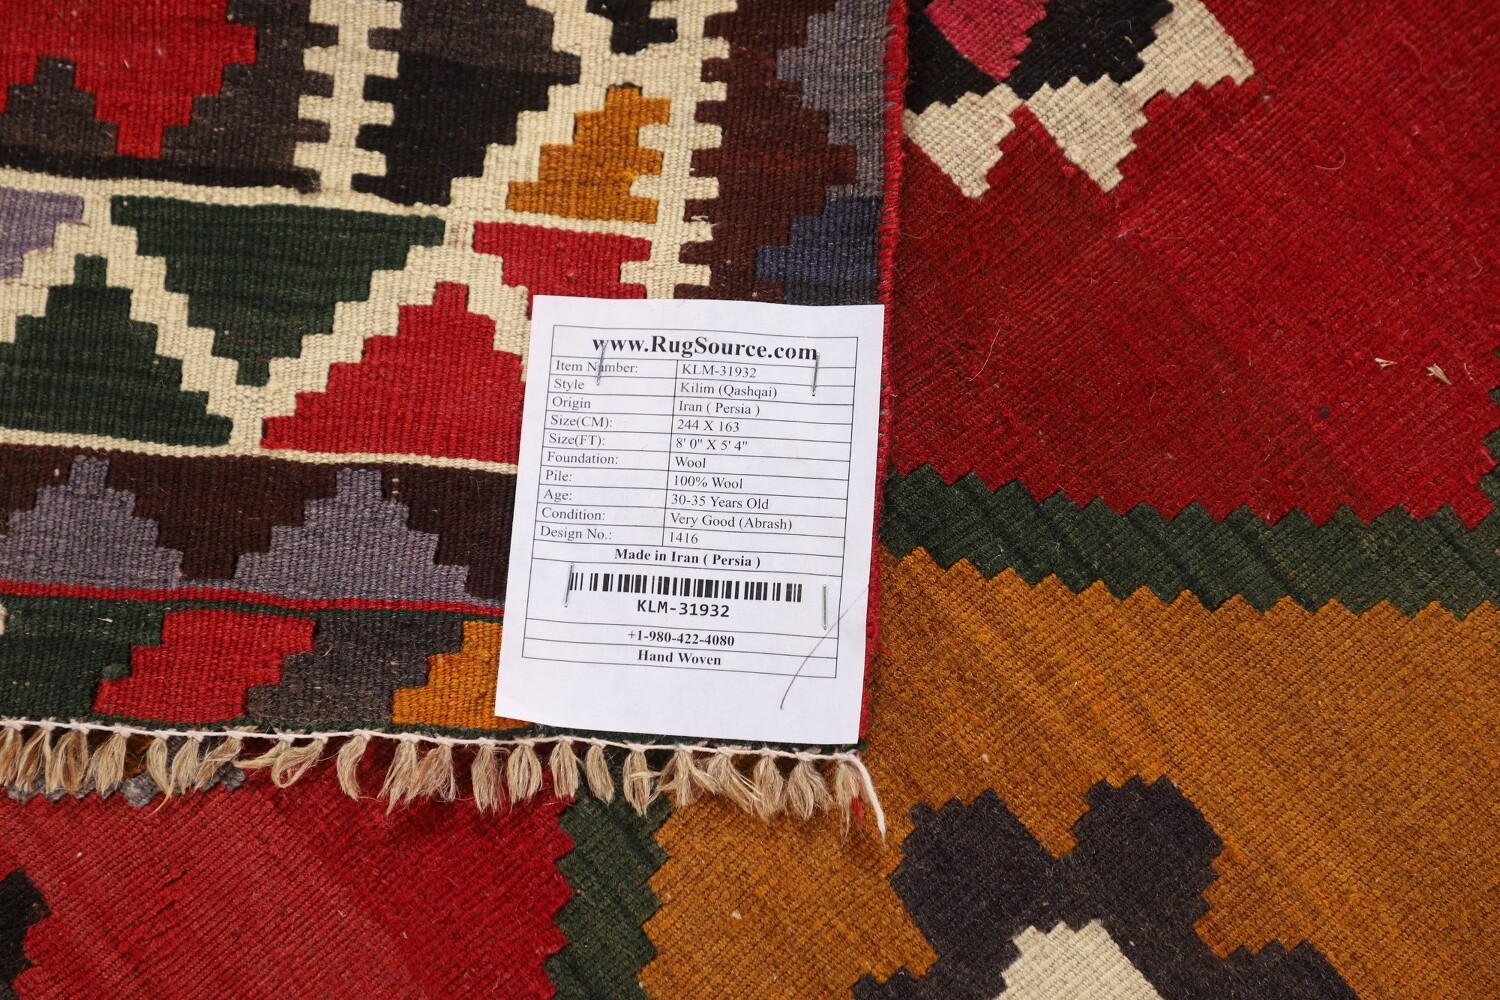 www.RugSource.com
Item Number: KLM-31932
Style Kilim (Qashqai)
Origin Iran ( Persia )
Size(CM): 244 X 163
Size(FT): 8' 0" X 5' 4"
Foundation: Wool
Pile: 100% Wool
Age: 30-35 Years Old
Condition: Very Good (Abrash)
Design No.: 1416
Made in Iran ( Persia )
KLM-31932
+1-980-422-4080
Hand Woven